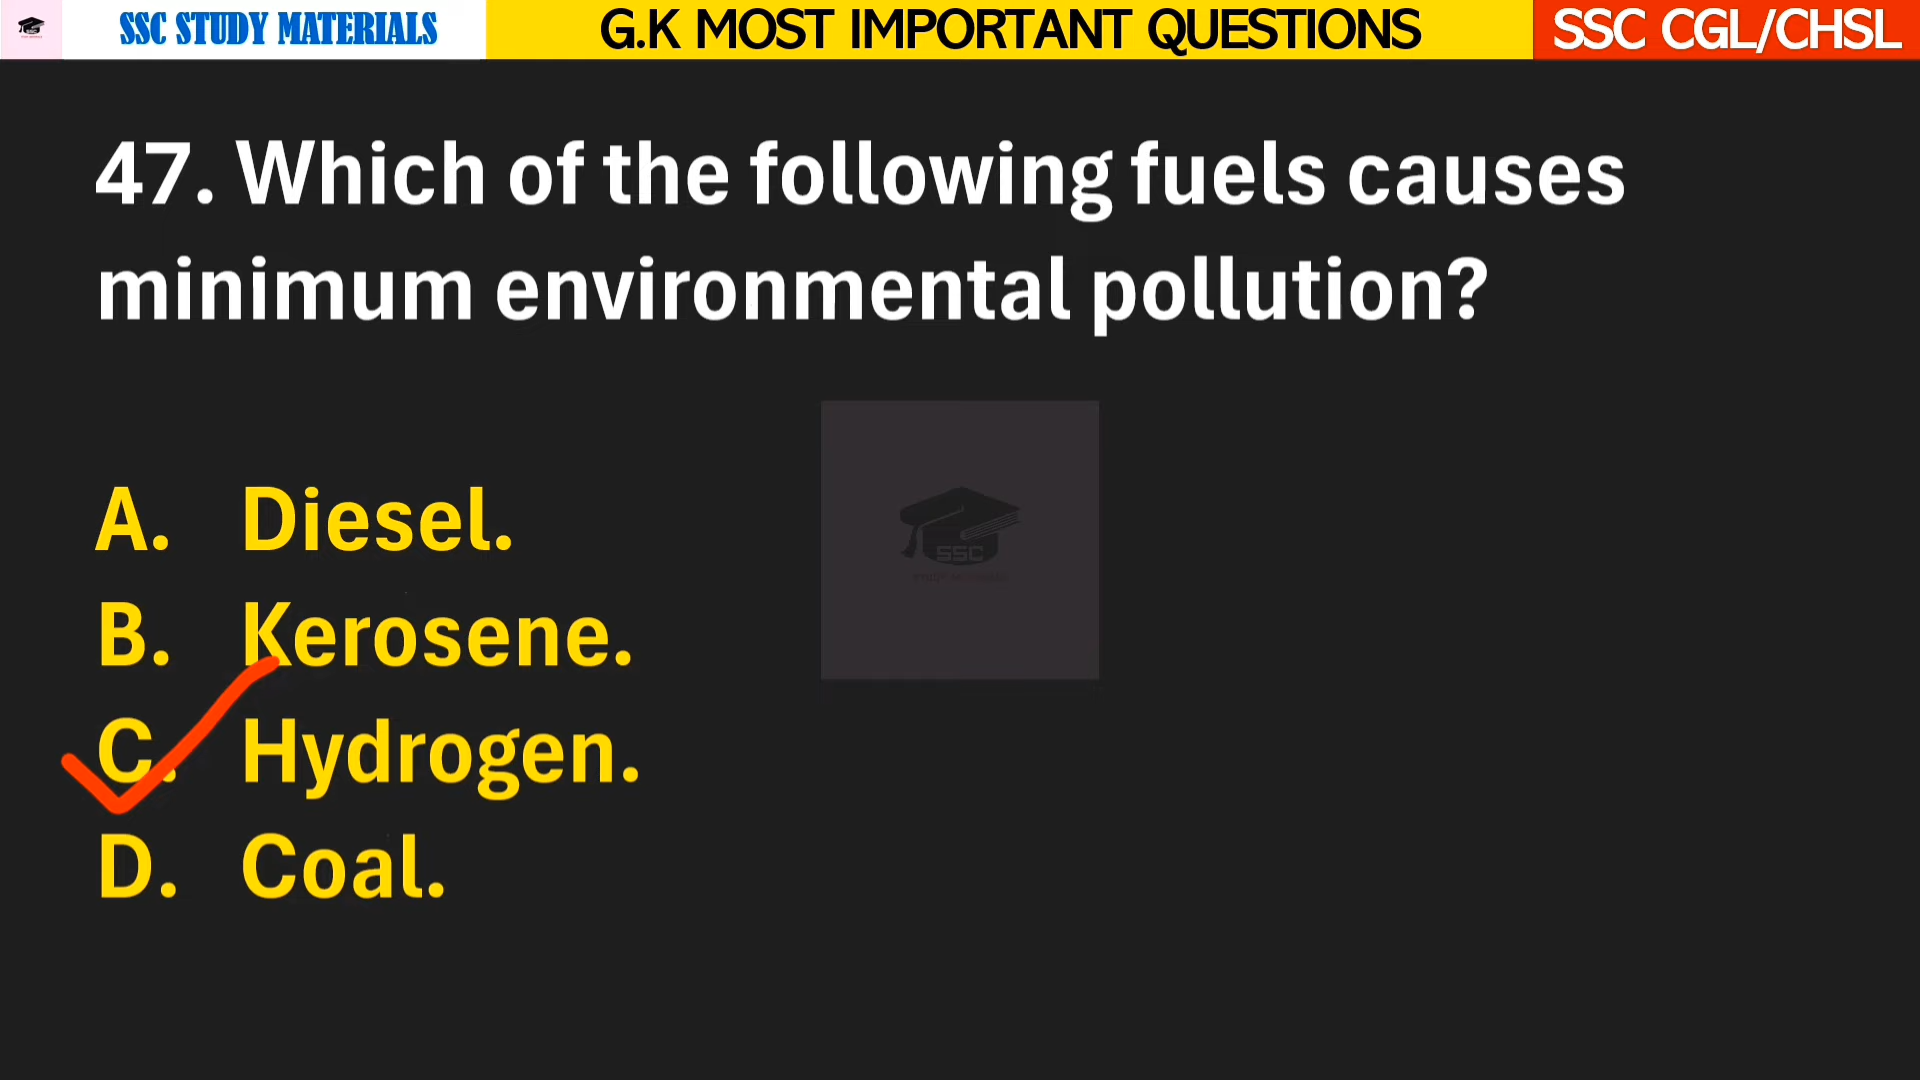 SSC STUDY MATERIALS
G.K MOST IMPORTANT QUESTIONS
SSC CGL/CHSL
47. Which of the following fuels causes
minimum environmental pollution?
SSC
A. Diesel.
B. Kerosene.
C. Hydrogen.
D. Coal.